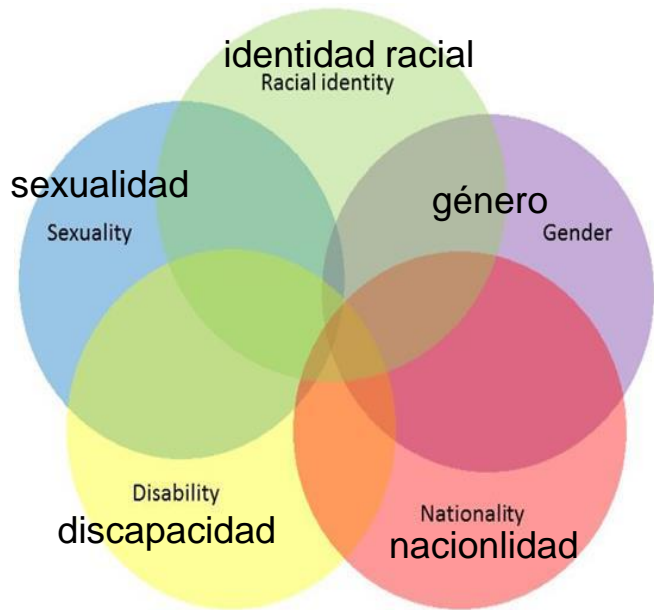 identidad racial
Racial identity
sexualidad
Sexuality
género
Gender
Disability
discapacidad
Nationality
nacionlidad